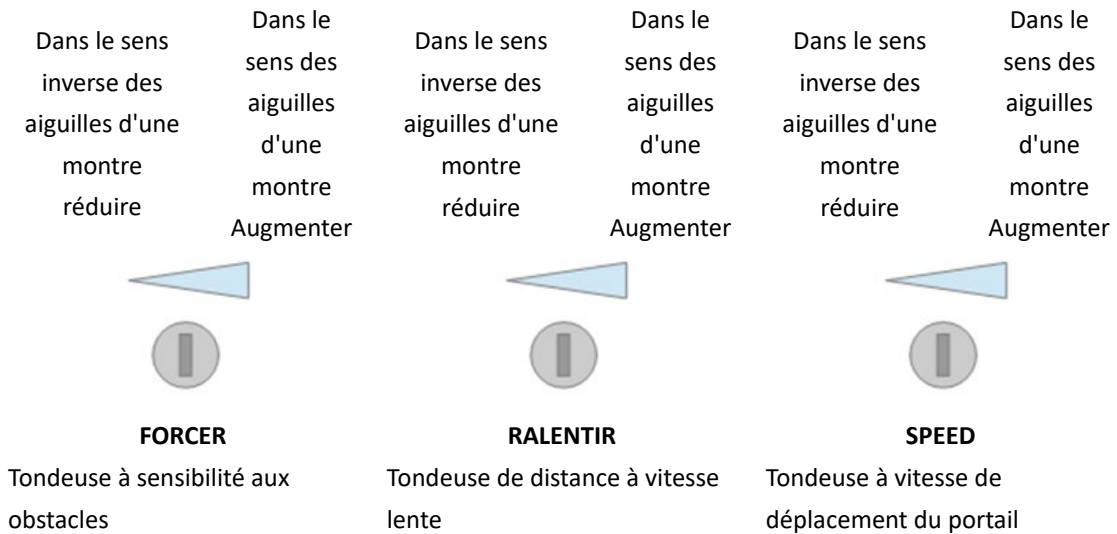 Dans le sens
inverse des
aiguilles d'une
montre
réduire
Dans le
sens des
aiguilles
d'une
montre
Augmenter
Dans le sens
inverse des
aiguilles d'une
montre
réduire
Dans le
sens des
aiguilles
d'une
montre
Augmenter
Dans le sens
inverse des
aiguilles d'une
montre
réduire
Dans le
sens des
aiguilles
d'une
montre
Augmenter
FORCER
Tondeuse à sensibilité aux
obstacles
RALENTIR
Tondeuse de distance à vitesse
lente
SPEED
Tondeuse à vitesse de
déplacement du portail